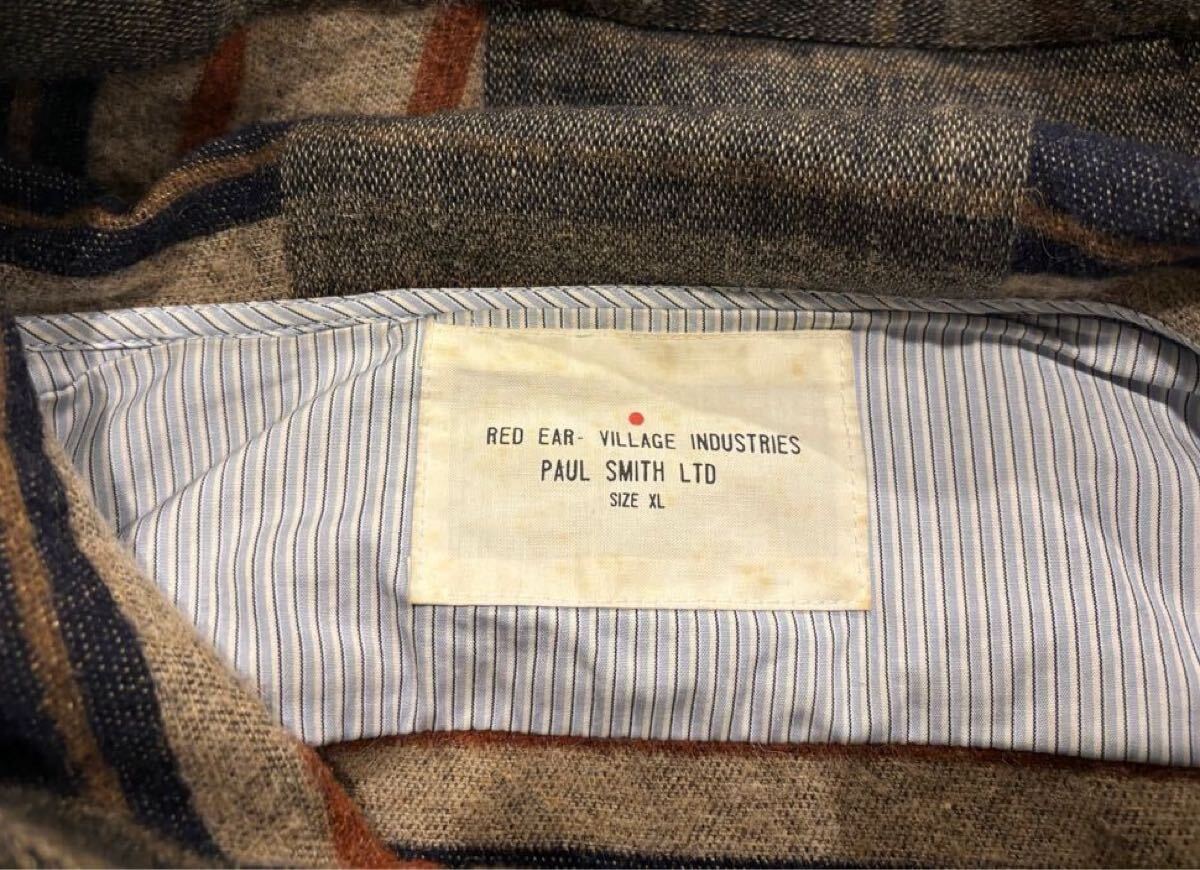 RED EAR- VILLAGE INDUSTRIES
PAUL SMITH LTD
SIZE XL